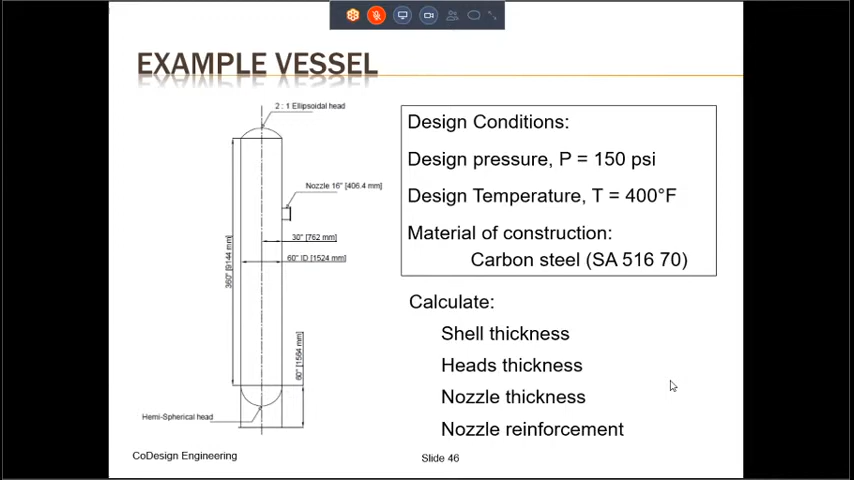 EXAMPLE VESSEL
2 : 1 Ellipsoidal head
Nozzle 16" [406.4 mm]
30" [762 mm]
60" ID [1524 mm]
360" [9144 mm]
60" [1584 mm]
Hemi-Spherical head
Design Conditions:
Design pressure, P = 150 psi
Design Temperature, T = 400°F
Material of construction:
Carbon steel (SA 516 70)
Calculate:
Shell thickness
Heads thickness
Nozzle thickness
Nozzle reinforcement
CoDesign Engineering
Slide 46